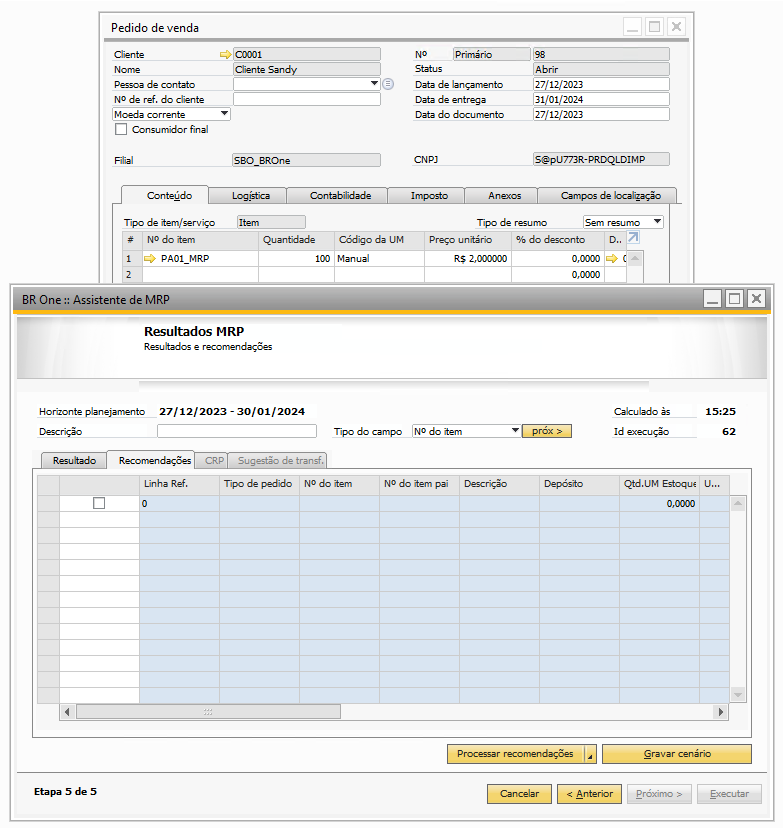 Pedido de venda
Cliente C0001 Nº Primário 98
Nome Cliente Sandy Status Abrir
Pessoa de contato Data de lançamento 27/12/2023
Nº de ref. do cliente Data de entrega 31/01/2024
Moeda corrente Data do documento 27/12/2023
Consumidor final
Filial SBO_BROne CNPJ S@pU773R-PRDQLDIMP
Conteúdo Logística Contabilidade Imposto Anexos Campos de localização
Tipo de item/serviço Item Tipo de resumo Sem resumo
# Nº do item Quantidade Código da UM Preço unitário % do desconto D..
1 PA01_MRP 100 Manual R$ 2,000000 0,0000
2 0,0000
BR One :: Assistente de MRP
Resultados MRP
Resultados e recomendações
Horizonte planejamento 27/12/2023 - 30/01/2024 Calculado às 15:25
Descrição Tipo do campo Nº do item próx > Id execução 62
Resultado Recomendações CRP Sugestão de transf.
Linha Ref. Tipo de pedido Nº do item Nº do item pai Descrição Depósito Qtd.UM Estoque U...
0 0,0000
Processar recomendações Gravar cenário
Etapa 5 de 5 Cancelar < Anterior Próximo > Executar